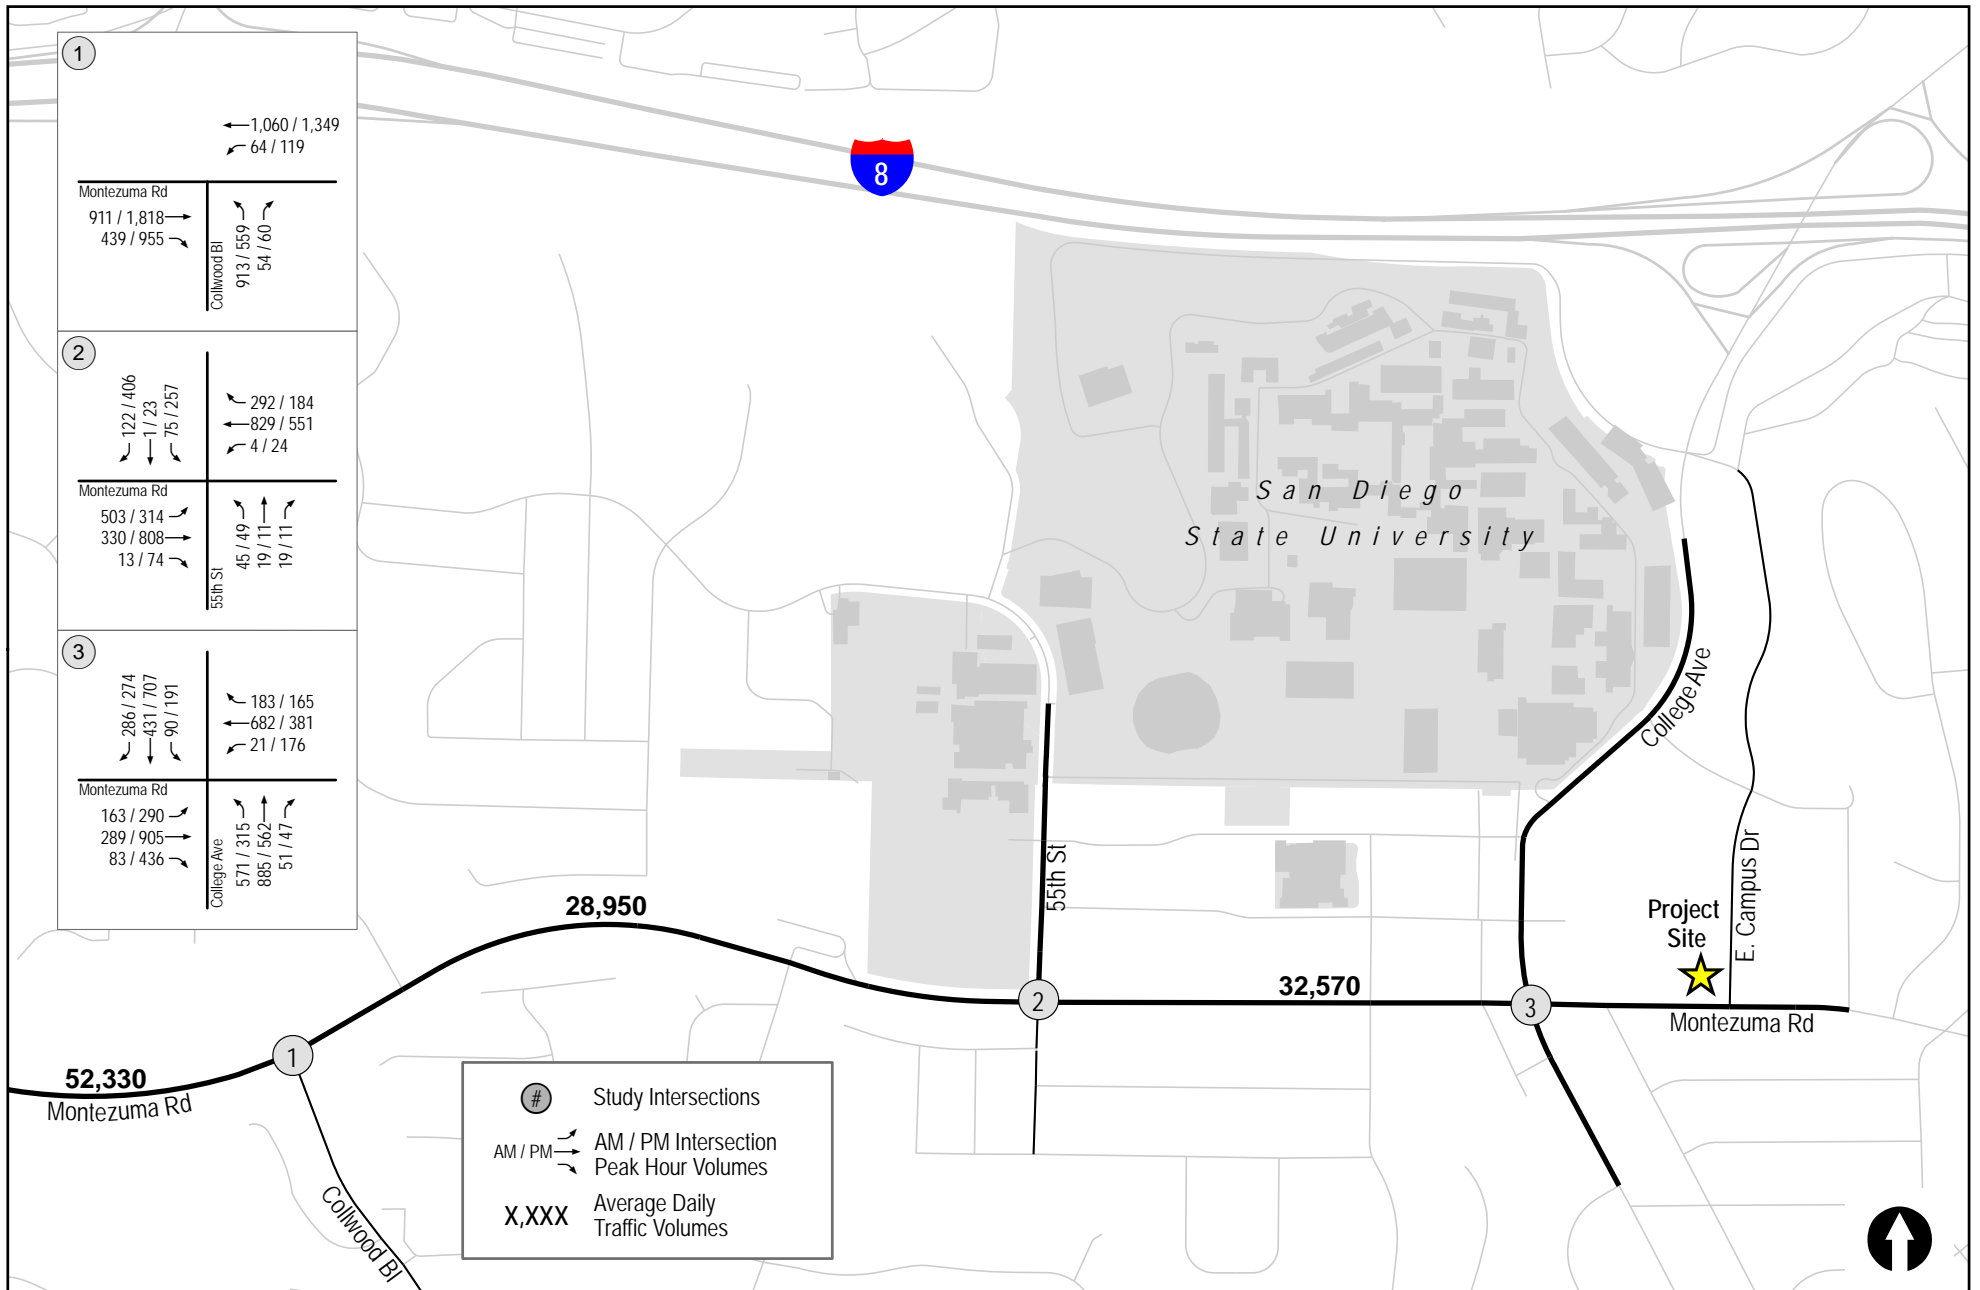 1
1,060 / 1,349
64 / 119
Montezuma Rd
911 / 1,818
439 / 955
Collwood Bl
913 / 559
54 / 60
2
122 / 406
1 / 23
75 / 257
292 / 184
829 / 551
4 / 24
Montezuma Rd
503 / 314
330 / 808
13 / 74
55th St
45 / 49
19 / 11
19 / 11
3
286 / 274
431 / 707
90 / 191
183 / 165
682 / 381
21 / 176
Montezuma Rd
163 / 290
289 / 905
83 / 436
College Ave
571 / 315
885 / 562
51 / 47
8
San Diego
State University
College Ave
55th St
E. Campus Dr
Project
Site
28,950
32,570
52,330
1
2
3
Montezuma Rd
Montezuma Rd
Collwood Bl
# Study Intersections
AM / PM AM / PM Intersection
Peak Hour Volumes
X,XXX Average Daily
Traffic Volumes